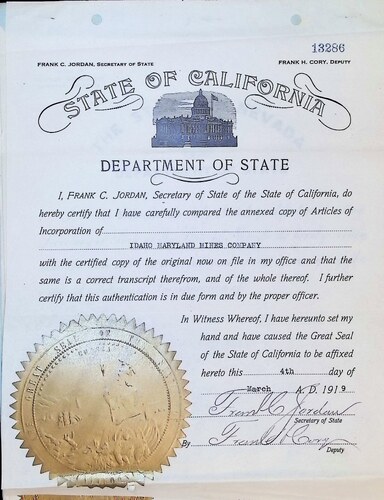 13286
FRANK C. JORDAN, SECRETARY OF STATE
FRANK H. CORY, DEPUTY
STATE OF CALIFORNIA
DEPARTMENT OF STATE
I, FRANK C. JORDAN, Secretary of State of the State of California, do
hereby certify that I have carefully compared the annexed copy of Articles of
Incorporation of
IDAHO MARYLAND MINES COMPANY
with the certified copy of the original now on file in my office and that the
same is a correct transcript therefrom, and of the whole thereof. I further
certify that this authentication is in due form and by the proper officer.
In Witness Whereof, I have hereunto set my
hand and have caused the Great Seal
of the State of California to be affixed
hereto this 4th day of
March A. D. 1919
Frank C. Jordan
Secretary of State
By Frank H. Cory
Deputy
GREAT SEAL OF